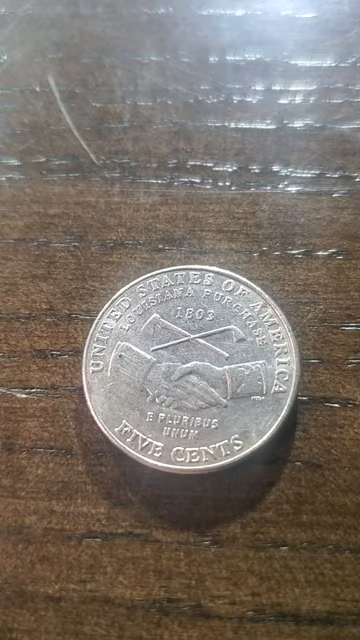 UNITED STATES OF AMERICA
LOUISIANA PURCHASE
1803
E PLURIBUS
UNUM
FIVE CENTS